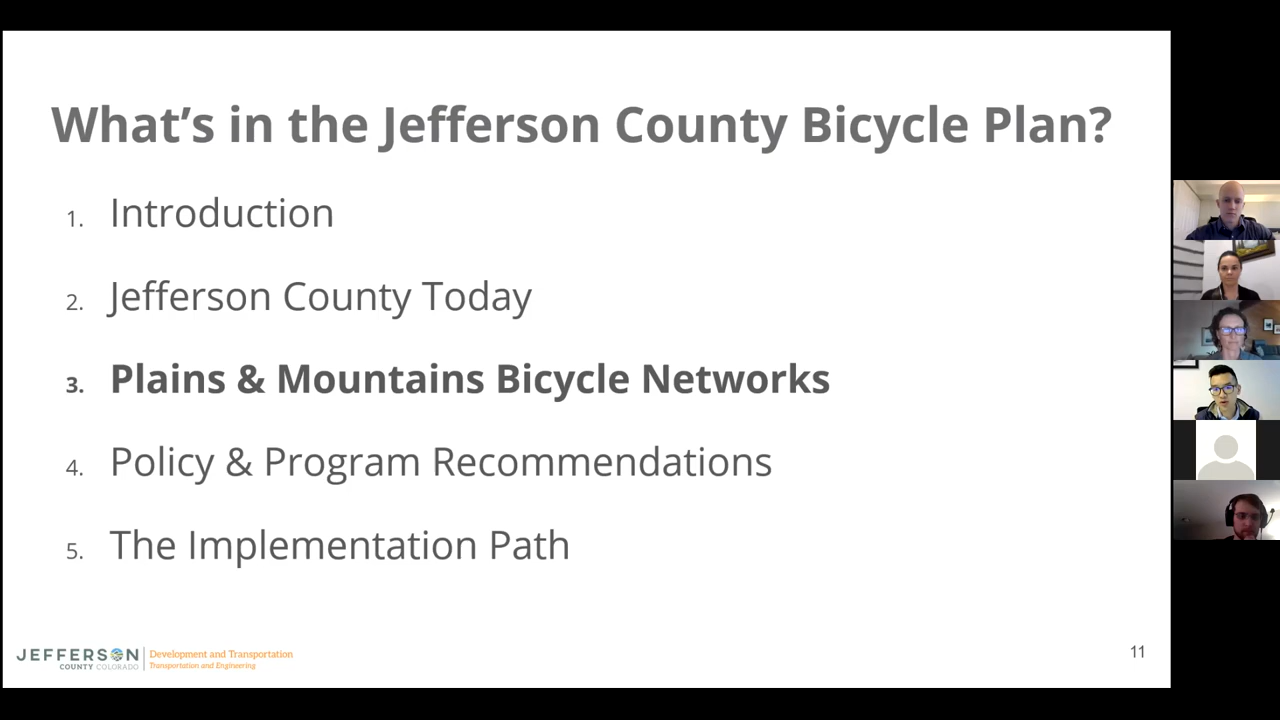 What's in the Jefferson County Bicycle Plan?
1. Introduction
2. Jefferson County Today
3. Plains & Mountains Bicycle Networks
4. Policy & Program Recommendations
5. The Implementation Path
JEFFERSON
COUNTY COLORADO
Development and Transportation
Transportation and Engineering
11